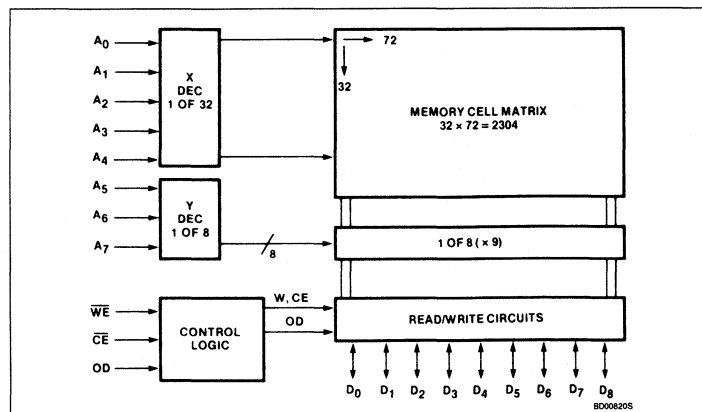 A0
A1
A2
A3
A4
X
DEC
1 OF 32
72
32
MEMORY CELL MATRIX
32 × 72 = 2304
A5
A6
A7
Y
DEC
1 OF 8
8
1 OF 8 (× 9)
W̅E̅
C̅E̅
OD
CONTROL
LOGIC
W, CE
OD
READ/WRITE CIRCUITS
D0 D1 D2 D3 D4 D5 D6 D7 D8
BD00820S